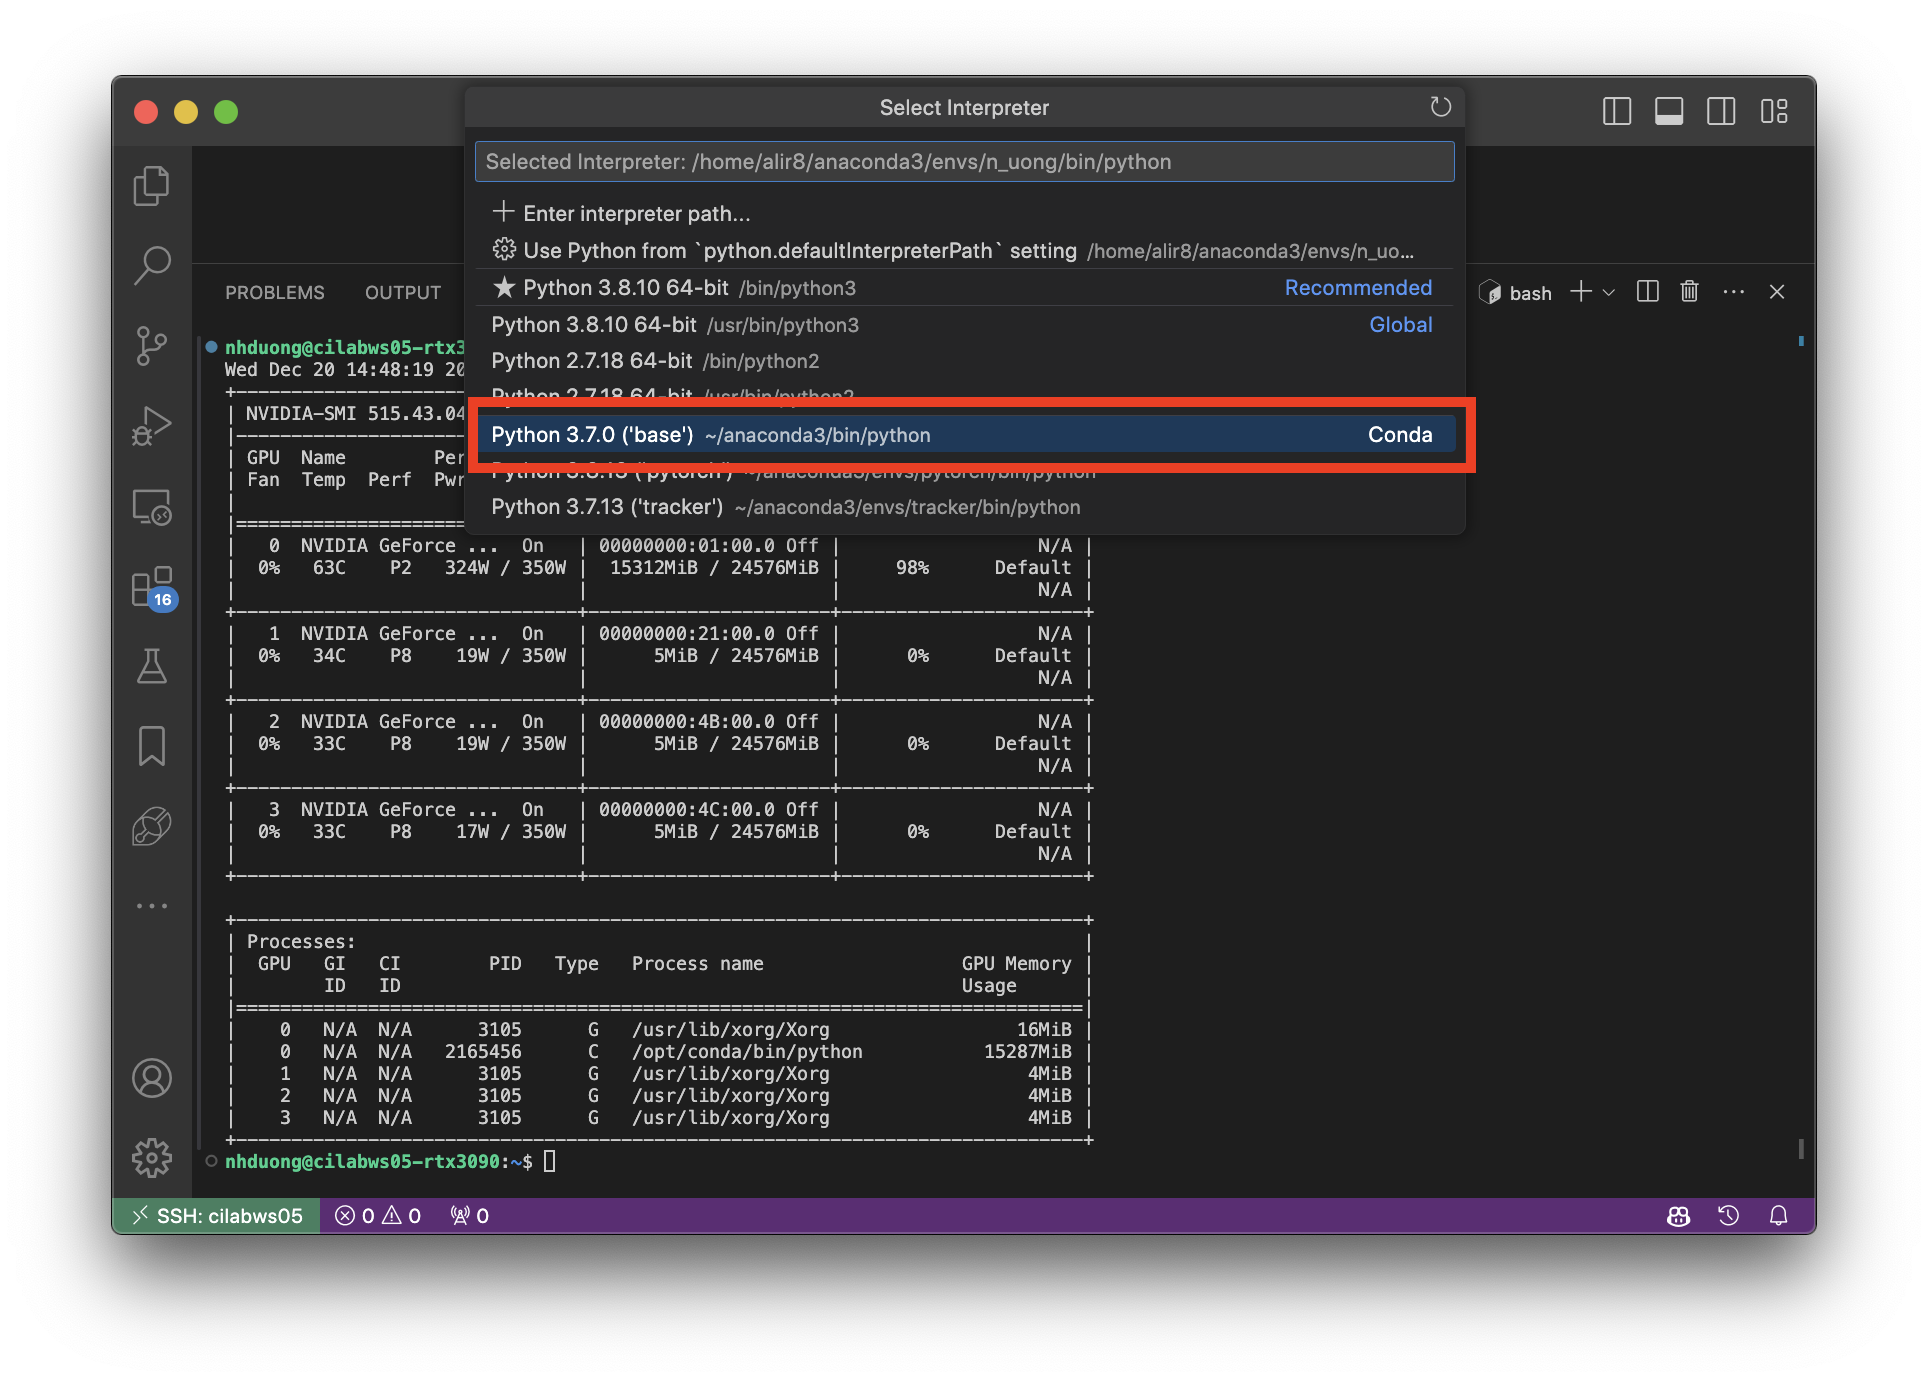 Select Interpreter
Selected Interpreter: /home/alir8/anaconda3/envs/n_uong/bin/python
Enter interpreter path...
Use Python from `python.defaultInterpreterPath` setting /home/alir8/anaconda3/envs/n_uo...
Python 3.8.10 64-bit /bin/python3 Recommended
Python 3.8.10 64-bit /usr/bin/python3 Global
Python 2.7.18 64-bit /bin/python2
Python 2.7.18 64-bit /usr/bin/python2
Python 3.7.0 ('base') ~/anaconda3/bin/python Conda
Python 3.8.13 ('pytorch') ~/anaconda3/envs/pytorch/bin/python
Python 3.7.13 ('tracker') ~/anaconda3/envs/tracker/bin/python
PROBLEMS OUTPUT
bash
nhduong@cilabws05-rtx3
Wed Dec 20 14:48:19 20
+-------------------
| NVIDIA-SMI 515.43.04
|-------------------
| GPU Name Per
| Fan Temp Perf Pwr
|
|===================
| 0 NVIDIA GeForce ... On | 00000000:01:00.0 Off | N/A |
| 0% 63C P2 324W / 350W | 15312MiB / 24576MiB | 98% Default |
| | | N/A |
+-------------------------------+----------------------+----------------------+
| 1 NVIDIA GeForce ... On | 00000000:21:00.0 Off | N/A |
| 0% 34C P8 19W / 350W | 5MiB / 24576MiB | 0% Default |
| | | N/A |
+-------------------------------+----------------------+----------------------+
| 2 NVIDIA GeForce ... On | 00000000:4B:00.0 Off | N/A |
| 0% 33C P8 19W / 350W | 5MiB / 24576MiB | 0% Default |
| | | N/A |
+-------------------------------+----------------------+----------------------+
| 3 NVIDIA GeForce ... On | 00000000:4C:00.0 Off | N/A |
| 0% 33C P8 17W / 350W | 5MiB / 24576MiB | 0% Default |
| | | N/A |
+-------------------------------+----------------------+----------------------+
+-----------------------------------------------------------------------------+
| Processes: |
| GPU GI CI PID Type Process name GPU Memory |
| ID ID Usage |
|=============================================================================|
| 0 N/A N/A 3105 G /usr/lib/xorg/Xorg 16MiB |
| 0 N/A N/A 2165456 C /opt/conda/bin/python 15287MiB |
| 1 N/A N/A 3105 G /usr/lib/xorg/Xorg 4MiB |
| 2 N/A N/A 3105 G /usr/lib/xorg/Xorg 4MiB |
| 3 N/A N/A 3105 G /usr/lib/xorg/Xorg 4MiB |
+-----------------------------------------------------------------------------+
nhduong@cilabws05-rtx3090:~$
16
SSH: cilabws05 0 0 0